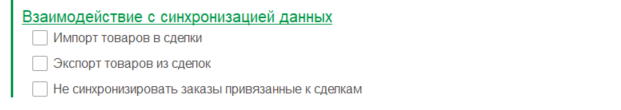 Взаимодействие с синхронизацией данных
Импорт товаров в сделки
Экспорт товаров из сделок
Не синхронизировать заказы привязанные к сделкам